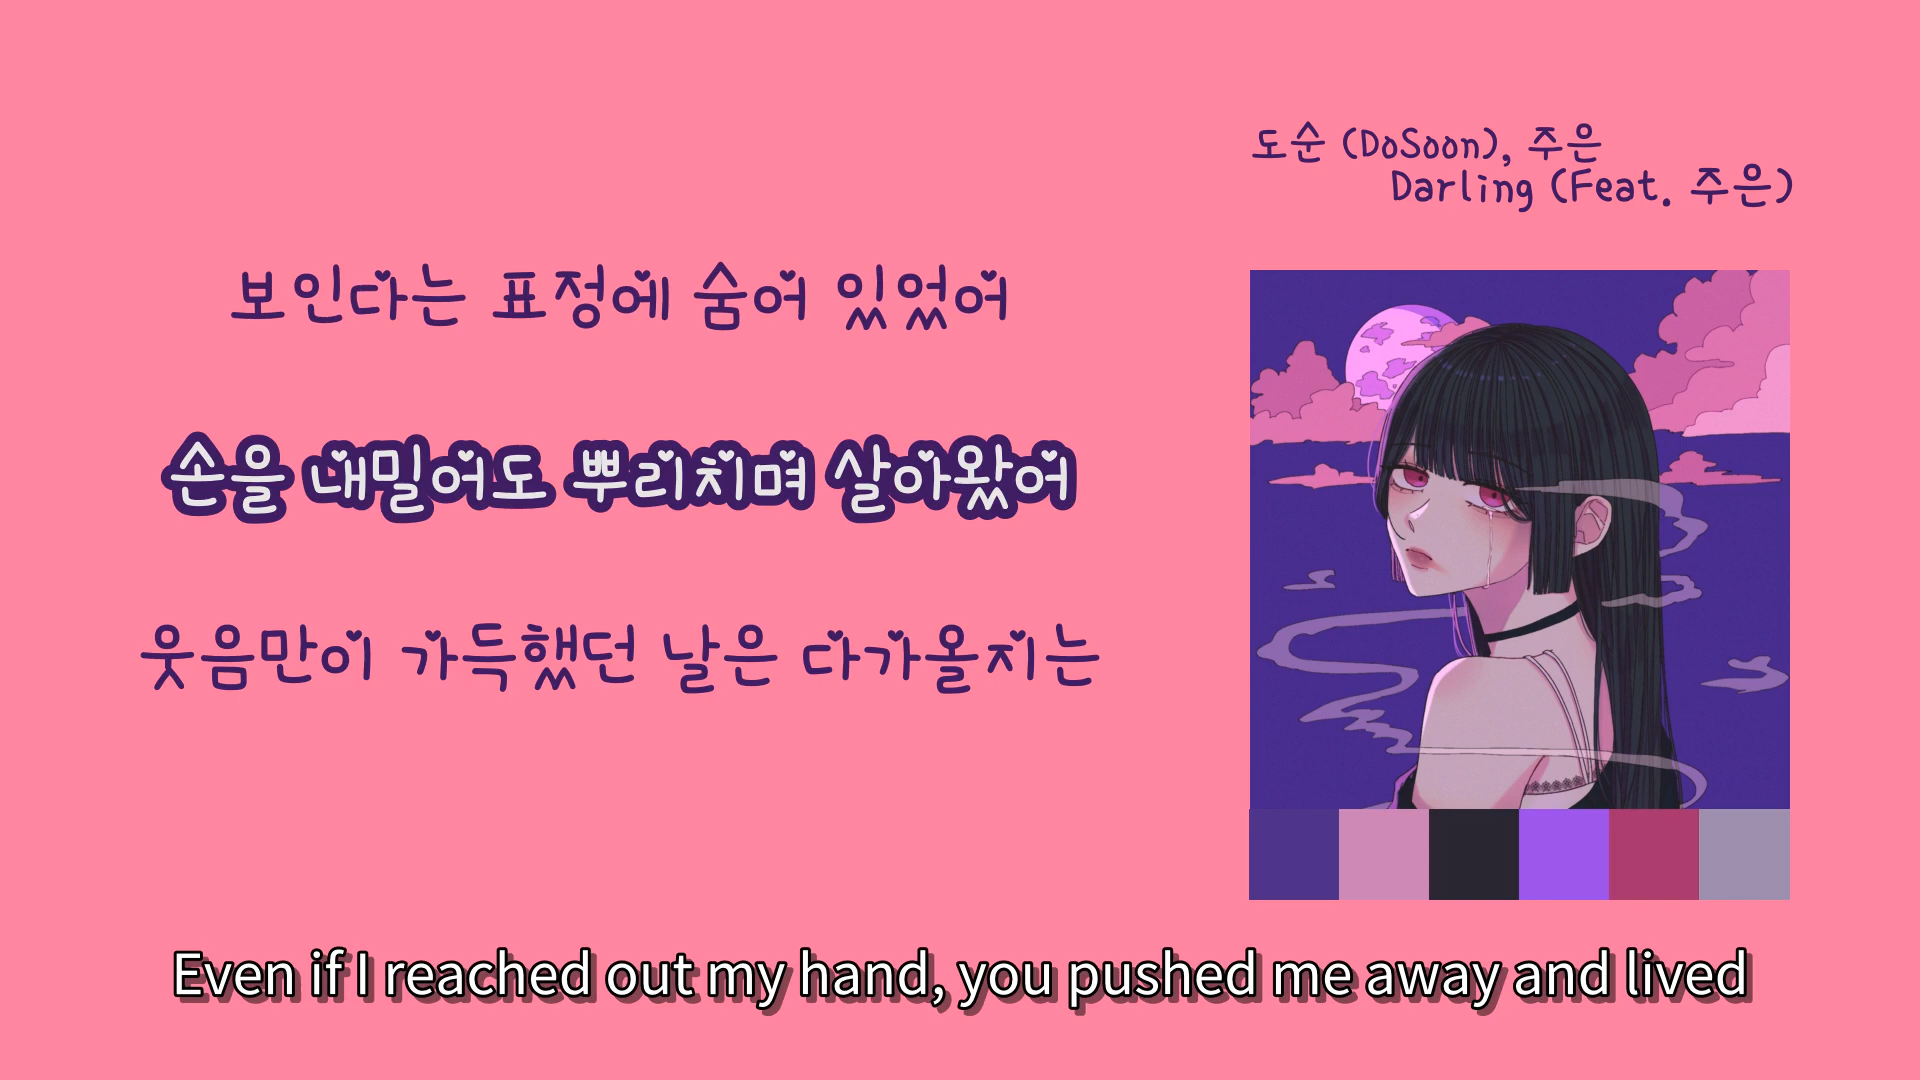 도순 (DoSoon), 주은
Darling (Feat. 주은)
보인다는 표정에 숨어 있었어
손을 내밀어도 뿌리치며 살아왔어
웃음만이 가득했던 날은 다가올지는
Even if I reached out my hand, you pushed me away and lived